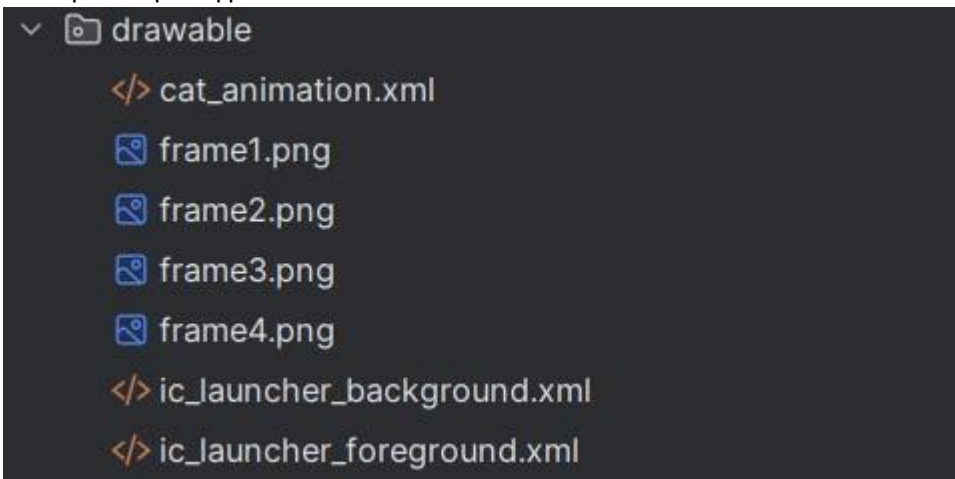 drawable
</> cat_animation.xml
frame1.png
frame2.png
frame3.png
frame4.png
</> ic_launcher_background.xml
</> ic_launcher_foreground.xml